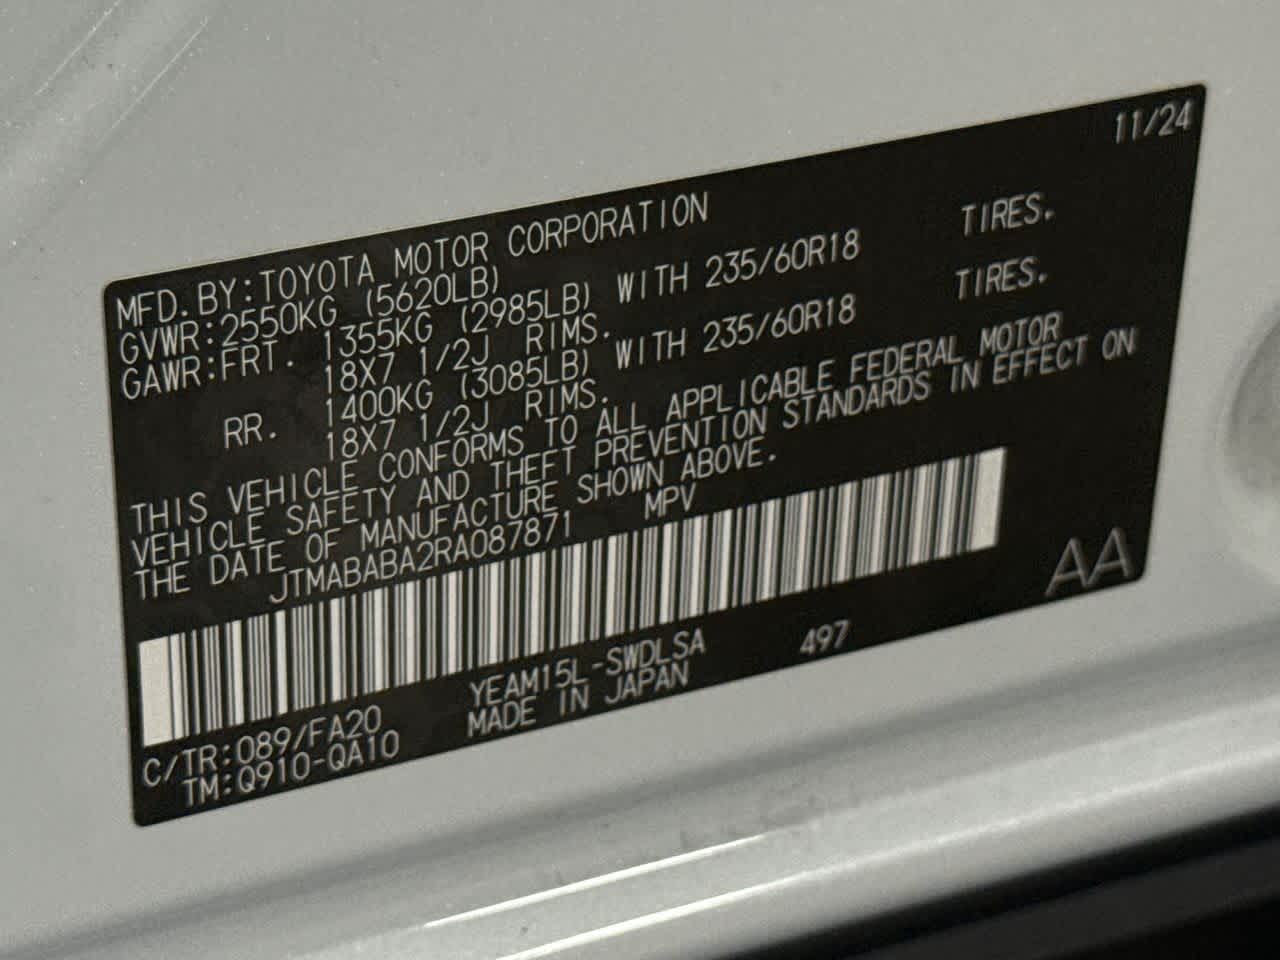 11/24
MFD.BY:TOYOTA MOTOR CORPORATION
GVWR:2550KG (5620LB)
GAWR:FRT. 1355KG (2985LB) WITH 235/60R18 TIRES.
18X7 1/2J RIMS.
RR. 1400KG (3085LB) WITH 235/60R18 TIRES.
18X7 1/2J RIMS.
THIS VEHICLE CONFORMS TO ALL APPLICABLE FEDERAL MOTOR
VEHICLE SAFETY AND THEFT PREVENTION STANDARDS IN EFFECT ON
THE DATE OF MANUFACTURE SHOWN ABOVE.
JTMABABA2RA087871 MPV
AA
YEAM15L-SWDLSA 497
C/TR:089/FA20 MADE IN JAPAN
TM:Q910-QA10